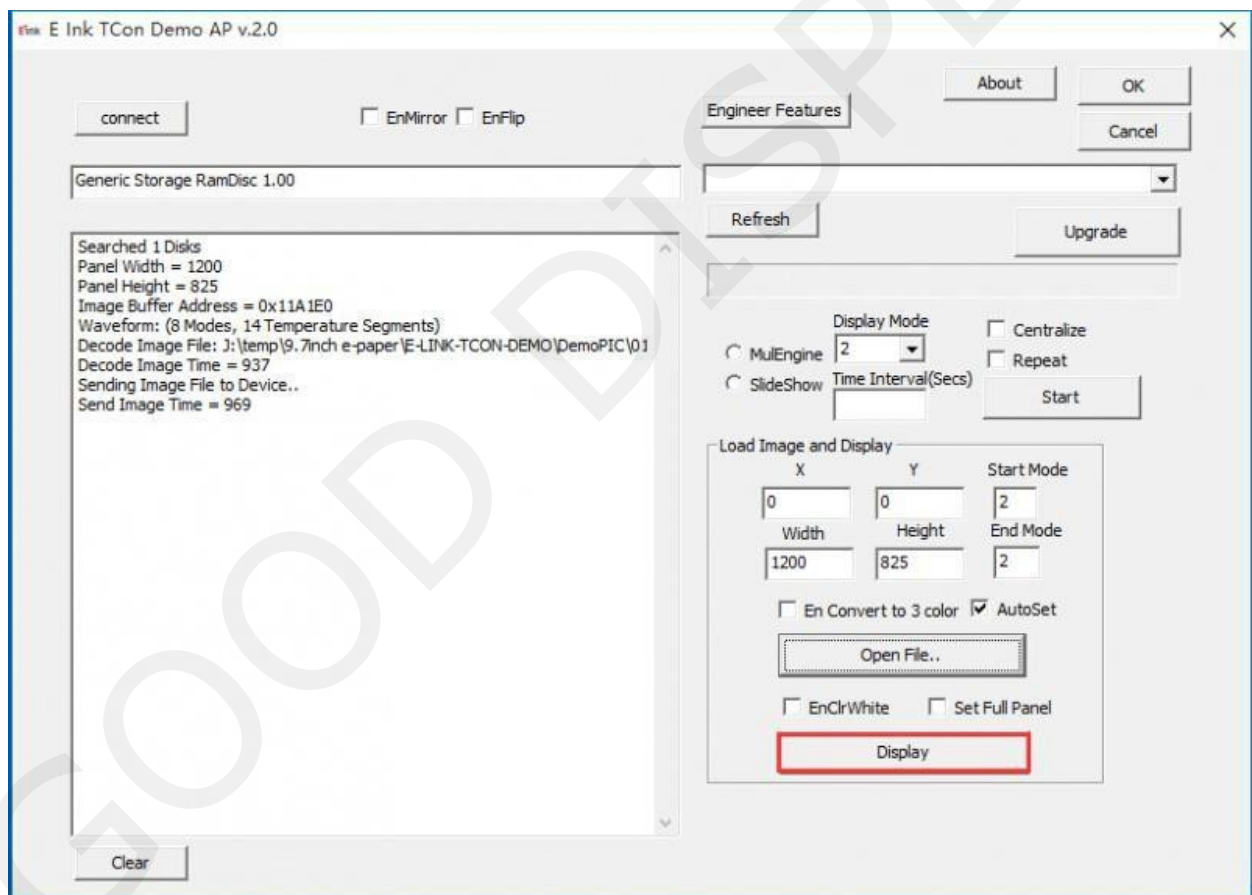 E Ink TCon Demo AP v.2.0
About
OK
connect
EnMirror
EnFlip
Engineer Features
Cancel
Generic Storage RamDisc 1.00
Refresh
Upgrade
Searched 1 Disks
Panel Width = 1200
Panel Height = 825
Image Buffer Address = 0x11A1E0
Waveform: (8 Modes, 14 Temperature Segments)
Decode Image File: J:\temp\9.7inch e-paper\E-LINK-TCON-DEMO\DemoPIC\01
Decode Image Time = 937
Sending Image File to Device..
Send Image Time = 969
Display Mode
Centralize
MulEngine
2
Repeat
SlideShow
Time Interval(Secs)
Start
Load Image and Display
X
Y
Start Mode
0
0
2
Width
Height
End Mode
1200
825
2
En Convert to 3 color
AutoSet
Open File..
EnClrWhite
Set Full Panel
Display
Clear
GOOD DISPL